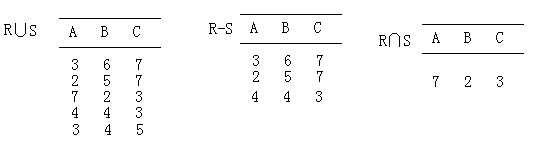 R∪S A B C
3 6 7
2 5 7
7 2 3
4 4 3
3 4 5
R-S A B C
3 6 7
2 5 7
4 4 3
R∩S A B C
7 2 3